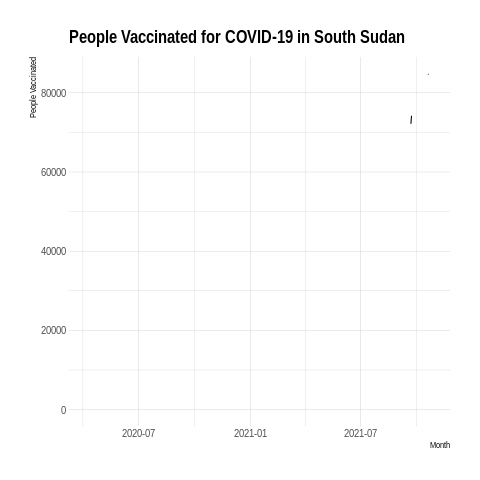 People Vaccinated for COVID-19 in South Sudan
People Vaccinated
80000
60000
40000
20000
0
2020-07 2021-01 2021-07
Month